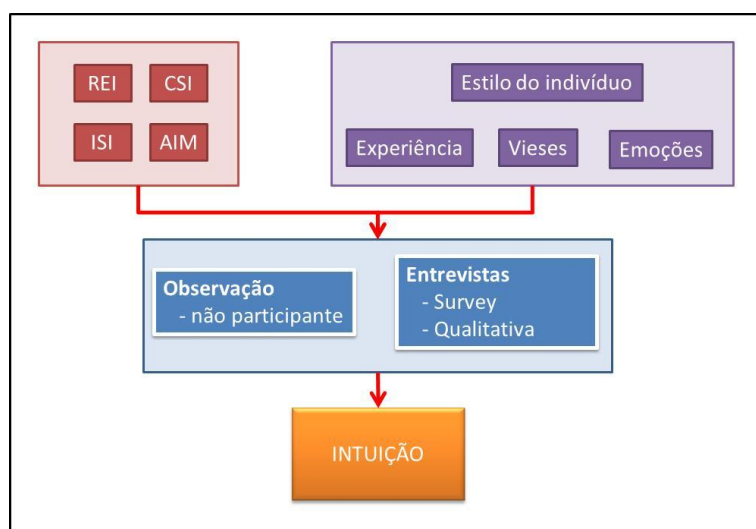 REI
CSI
ISI
AIM
Estilo do indivíduo
Experiência
Vieses
Emoções
Observação
- não participante
Entrevistas
- Survey
- Qualitativa
INTUIÇÃO